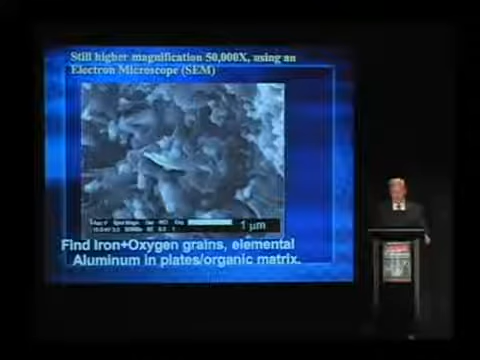 Still higher magnification 50,000X, using an
Electron Microscope (SEM)
1 µm
Find Iron+Oxygen grains, elemental
Aluminum in plates/organic matrix.